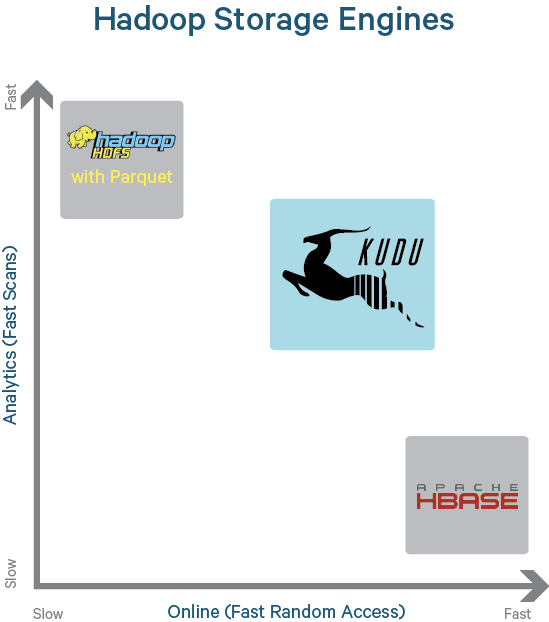 Hadoop Storage Engines
Fast
hadoop
HDFS
with Parquet
KUDU
Analytics (Fast Scans)
APACHE
HBASE
Slow
Slow
Online (Fast Random Access)
Fast